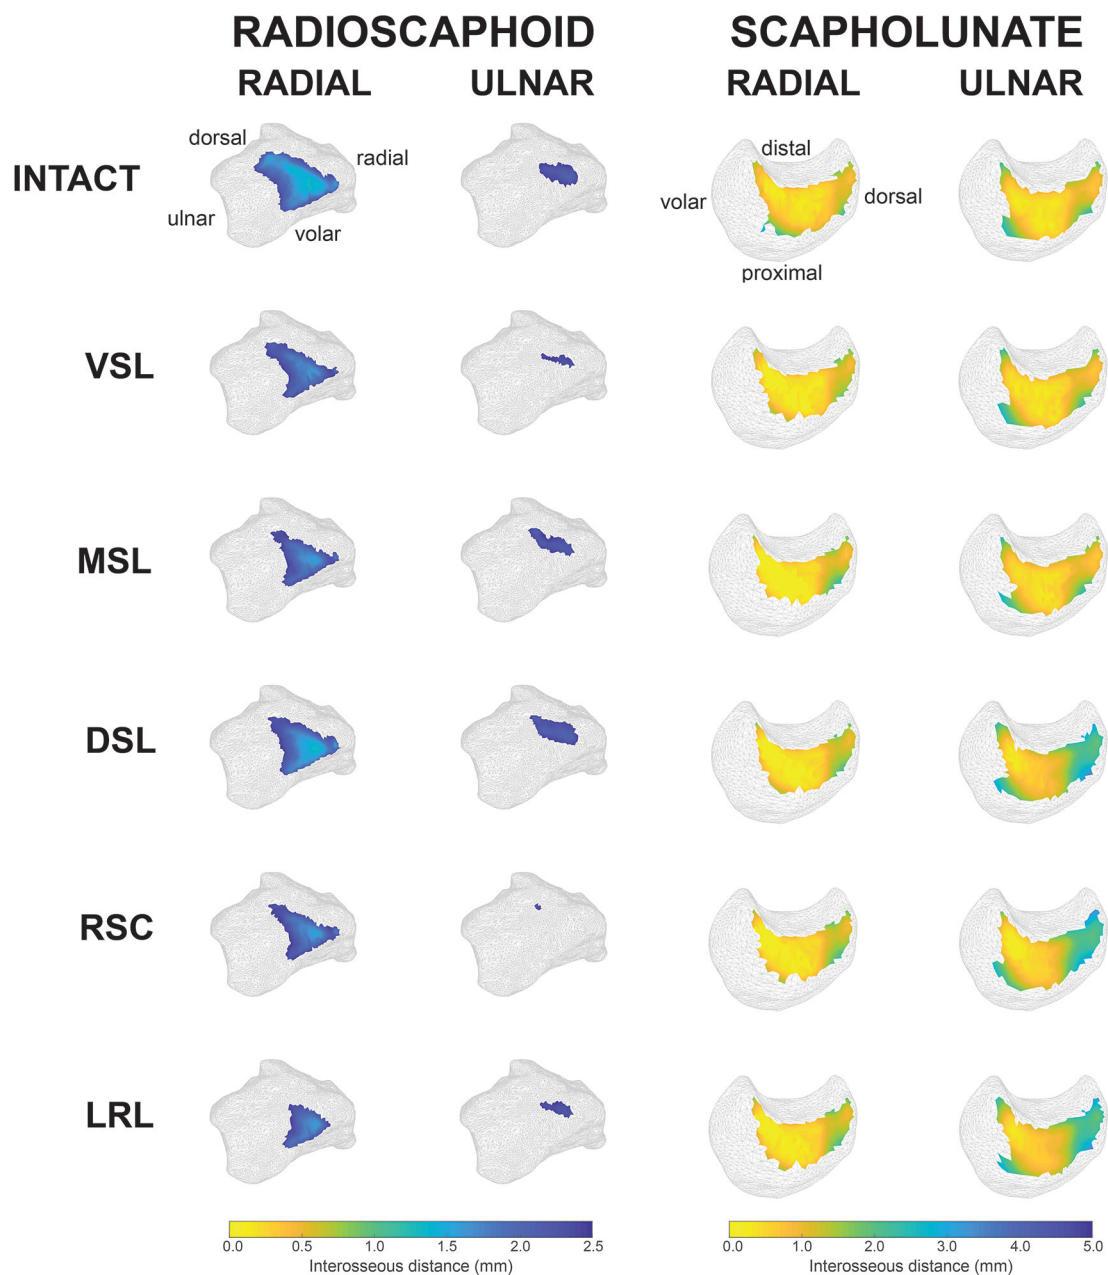 RADIOSCAPHOID SCAPHOLUNATE
RADIAL ULNAR RADIAL ULNAR
INTACT
dorsal
radial
ulnar
volar
distal
volar
dorsal
proximal
VSL
MSL
DSL
RSC
LRL
0.0 0.5 1.0 1.5 2.0 2.5
Interosseous distance (mm)
0.0 1.0 2.0 3.0 4.0 5.0
Interosseous distance (mm)